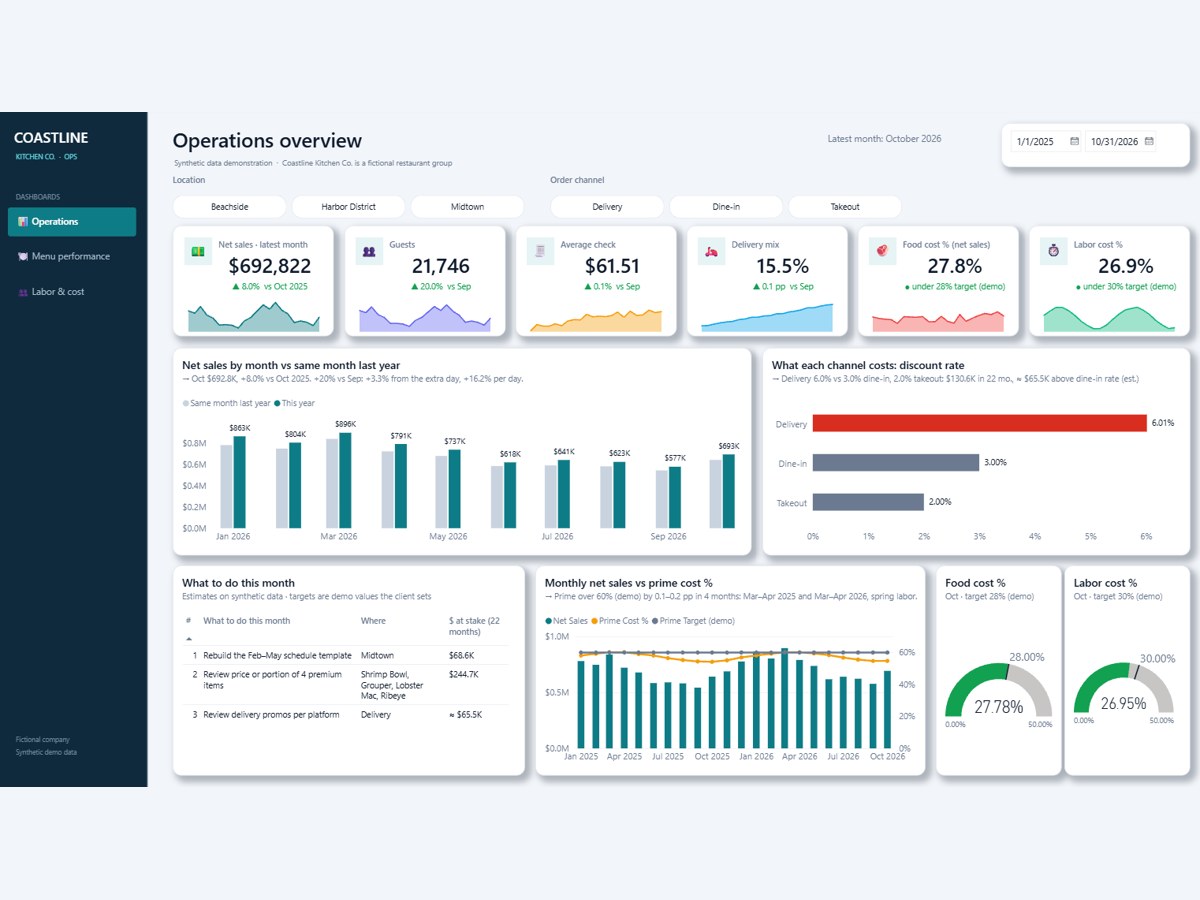 COASTLINE
KITCHEN CO. · OPS
DASHBOARDS
Operations
Menu performance
Labor & cost
Fictional company
Synthetic demo data
Operations overview
Synthetic data demonstration · Coastline Kitchen Co. is a fictional restaurant group
Latest month: October 2026
1/1/2025
10/31/2026
Location
Beachside
Harbor District
Midtown
Order channel
Delivery
Dine-in
Takeout
Net sales · latest month
$692,822
▲ 8.0% vs Oct 2025
Guests
21,746
▲ 20.0% vs Sep
Average check
$61.51
▲ 0.1% vs Sep
Delivery mix
15.5%
▲ 0.1 pp vs Sep
Food cost % (net sales)
27.8%
● under 28% target (demo)
Labor cost %
26.9%
● under 30% target (demo)
Net sales by month vs same month last year
→ Oct $692.8K, +8.0% vs Oct 2025. +20% vs Sep: +3.3% from the extra day, +16.2% per day.
Same month last year
This year
$0.8M
$0.6M
$0.4M
$0.2M
$0.0M
$863K
$804K
$896K
$791K
$737K
$618K
$641K
$623K
$577K
$693K
Jan 2026
Mar 2026
May 2026
Jul 2026
Sep 2026
What each channel costs: discount rate
→ Delivery 6.0% vs 3.0% dine-in, 2.0% takeout: $130.6K in 22 mo., ≈ $65.5K above dine-in rate (est.)
Delivery
6.01%
Dine-in
3.00%
Takeout
2.00%
0%
1%
2%
3%
4%
5%
6%
What to do this month
Estimates on synthetic data · targets are demo values the client sets
# What to do this month Where $ at stake (22
months)
1 Rebuild the Feb–May schedule template Midtown $68.6K
2 Review price or portion of 4 premium Shrimp Bowl, $244.7K
items Grouper, Lobster
Mac, Ribeye
3 Review delivery promos per platform Delivery ≈ $65.5K
Monthly net sales vs prime cost %
→ Prime over 60% (demo) by 0.1–0.2 pp in 4 months: Mar–Apr 2025 and Mar–Apr 2026, spring labor.
Net Sales
Prime Cost %
Prime Target (demo)
$1.0M
$0.5M
$0.0M
60%
40%
20%
0%
Jan 2025
Apr 2025
Jul 2025
Oct 2025
Jan 2026
Apr 2026
Jul 2026
Oct 2026
Food cost %
Oct · target 28% (demo)
28.00%
27.78%
0.00%
50.00%
Labor cost %
Oct · target 30% (demo)
30.00%
26.95%
0.00%
50.00%